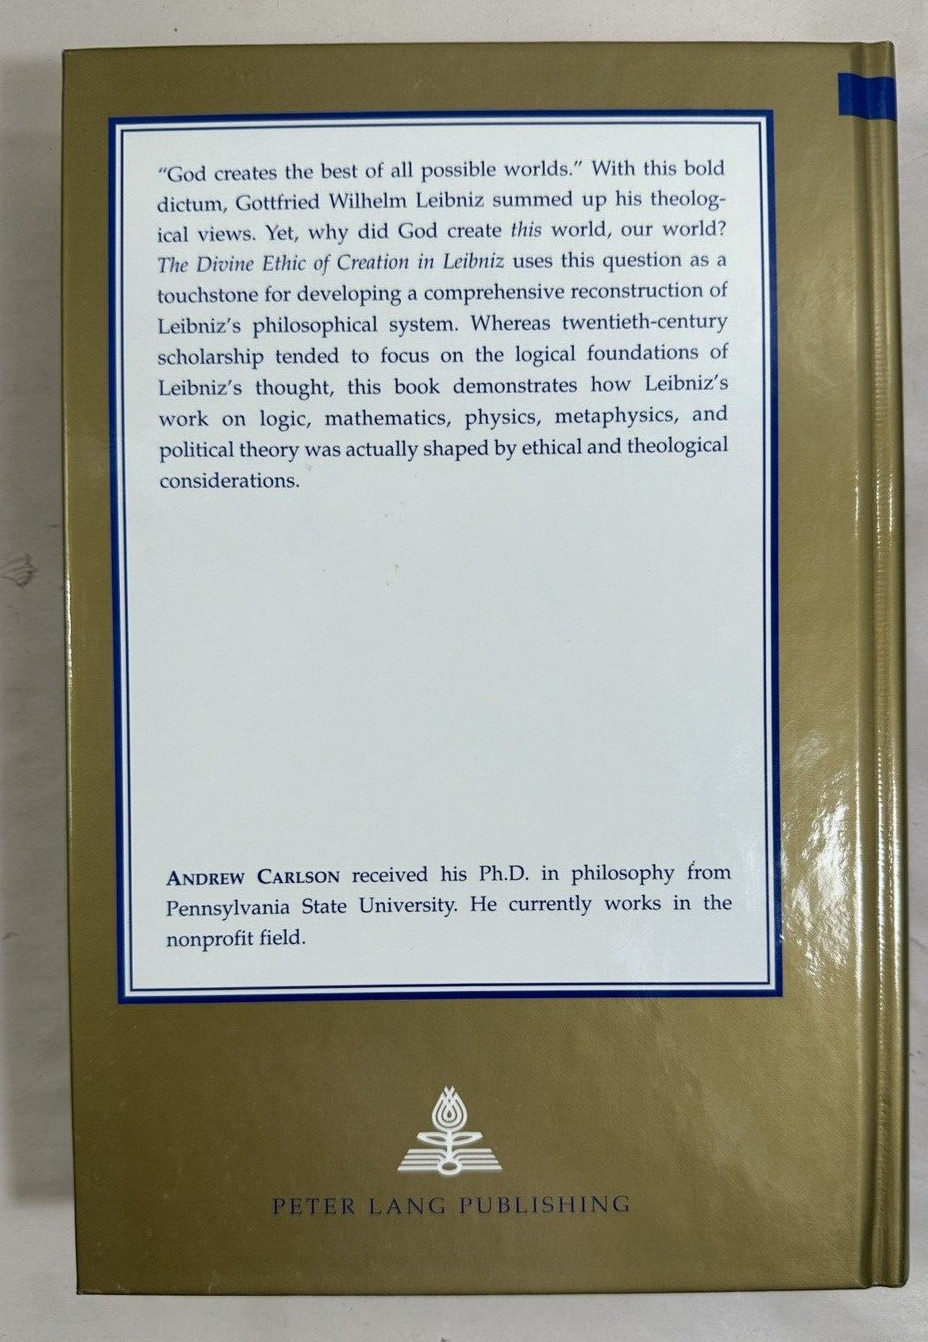 “God creates the best of all possible worlds.” With this bold
dictum, Gottfried Wilhelm Leibniz summed up his theolog-
ical views. Yet, why did God create this world, our world?
The Divine Ethic of Creation in Leibniz uses this question as a
touchstone for developing a comprehensive reconstruction of
Leibniz’s philosophical system. Whereas twentieth-century
scholarship tended to focus on the logical foundations of
Leibniz’s thought, this book demonstrates how Leibniz’s
work on logic, mathematics, physics, metaphysics, and
political theory was actually shaped by ethical and theological
considerations.
ANDREW CARLSON received his Ph.D. in philosophy from
Pennsylvania State University. He currently works in the
nonprofit field.
PETER LANG PUBLISHING